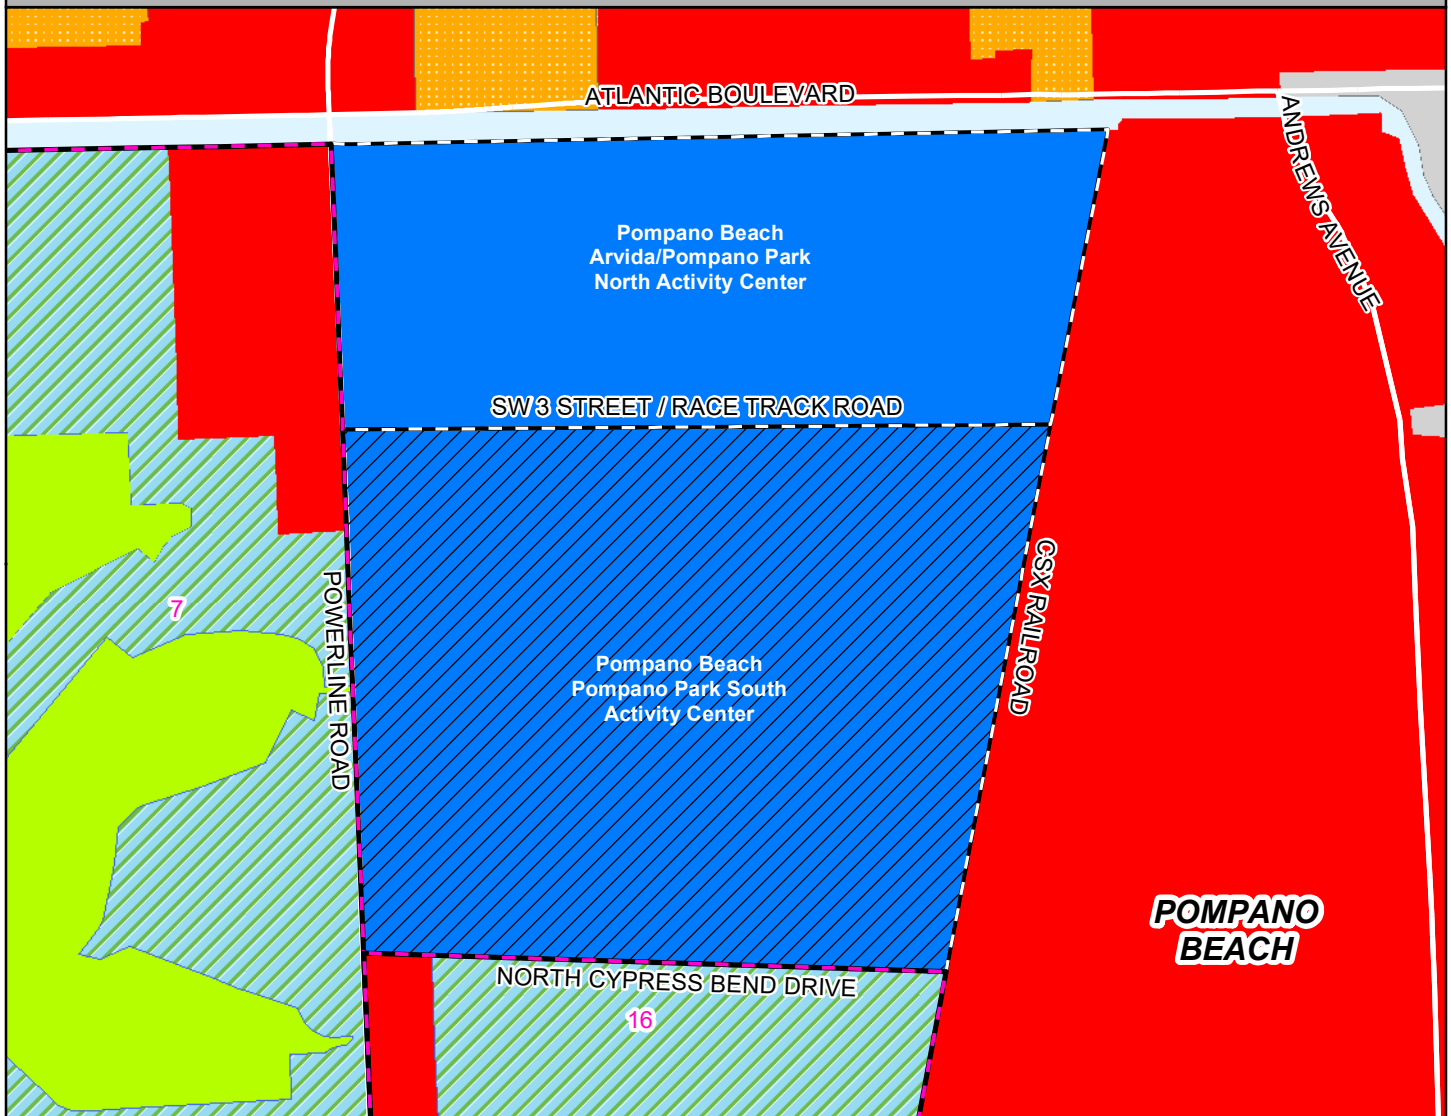 ATLANTIC BOULEVARD
ANDREWS AVENUE
Pompano Beach
Arvida/Pompano Park
North Activity Center
SW 3 STREET / RACE TRACK ROAD
CSX RAILROAD
7
POWERLINE ROAD
Pompano Beach
Pompano Park South
Activity Center
POMPANO
BEACH
NORTH CYPRESS BEND DRIVE
16